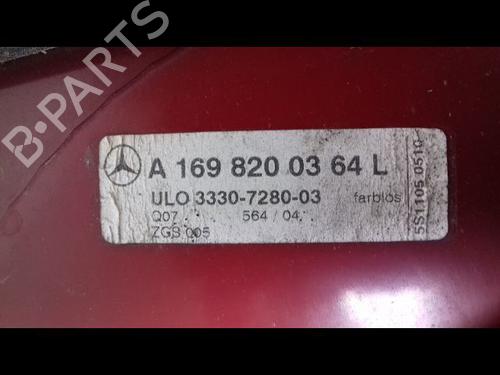 B-PARTS
A 169 820 03 64 L
ULO 3330-7280-03 farblos
Q07 564 / 04
ZGS 005
5S1105 0510